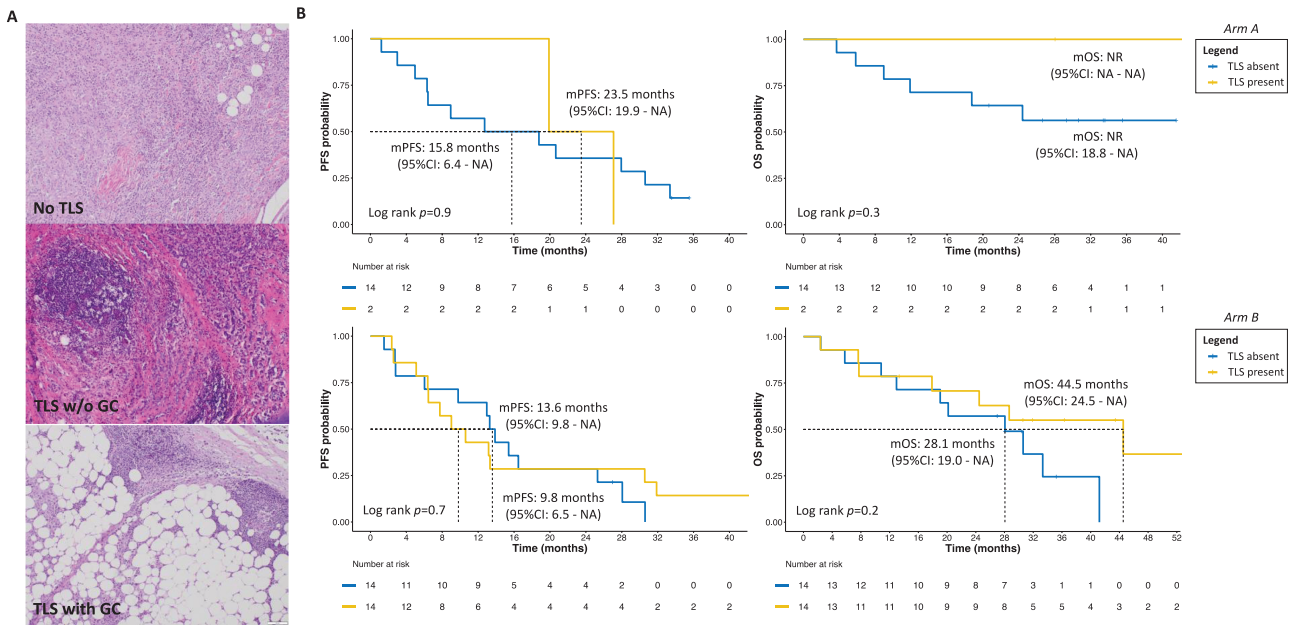 A
No TLS
TLS w/o GC
TLS with GC
B
PFS probability
1.00
0.75
0.50
0.25
0.00
mPFS: 23.5 months
(95%CI: 19.9 - NA)
mPFS: 15.8 months
(95%CI: 6.4 - NA)
Log rank p=0.9
0 4 8 12 16 20 24 28 32 36 40
Time (months)
Number at risk
14 12 9 8 7 6 5 4 3 0 0
2 2 2 2 2 1 1 0 0 0 0
OS probability
1.00
0.75
0.50
0.25
0.00
mOS: NR
(95%CI: NA - NA)
mOS: NR
(95%CI: 18.8 - NA)
Log rank p=0.3
0 4 8 12 16 20 24 28 32 36 40
Time (months)
Number at risk
14 13 12 10 10 9 8 6 4 1 1
2 2 2 2 2 2 2 2 1 1 1
Arm A
Legend
TLS absent
TLS present
PFS probability
1.00
0.75
0.50
0.25
0.00
mPFS: 13.6 months
(95%CI: 9.8 - NA)
mPFS: 9.8 months
(95%CI: 6.5 - NA)
Log rank p=0.7
0 4 8 12 16 20 24 28 32 36 40
Time (months)
Number at risk
14 11 10 9 5 4 4 2 0 0 0
14 12 8 6 4 4 4 4 2 2 2
OS probability
1.00
0.75
0.50
0.25
0.00
mOS: 44.5 months
(95%CI: 24.5 - NA)
mOS: 28.1 months
(95%CI: 19.0 - NA)
Log rank p=0.2
0 4 8 12 16 20 24 28 32 36 40 44 48 52
Time (months)
Number at risk
14 13 12 11 10 9 8 7 3 1 1 0 0 0
14 13 11 11 10 9 9 8 5 5 4 3 2 2
Arm B
Legend
TLS absent
TLS present